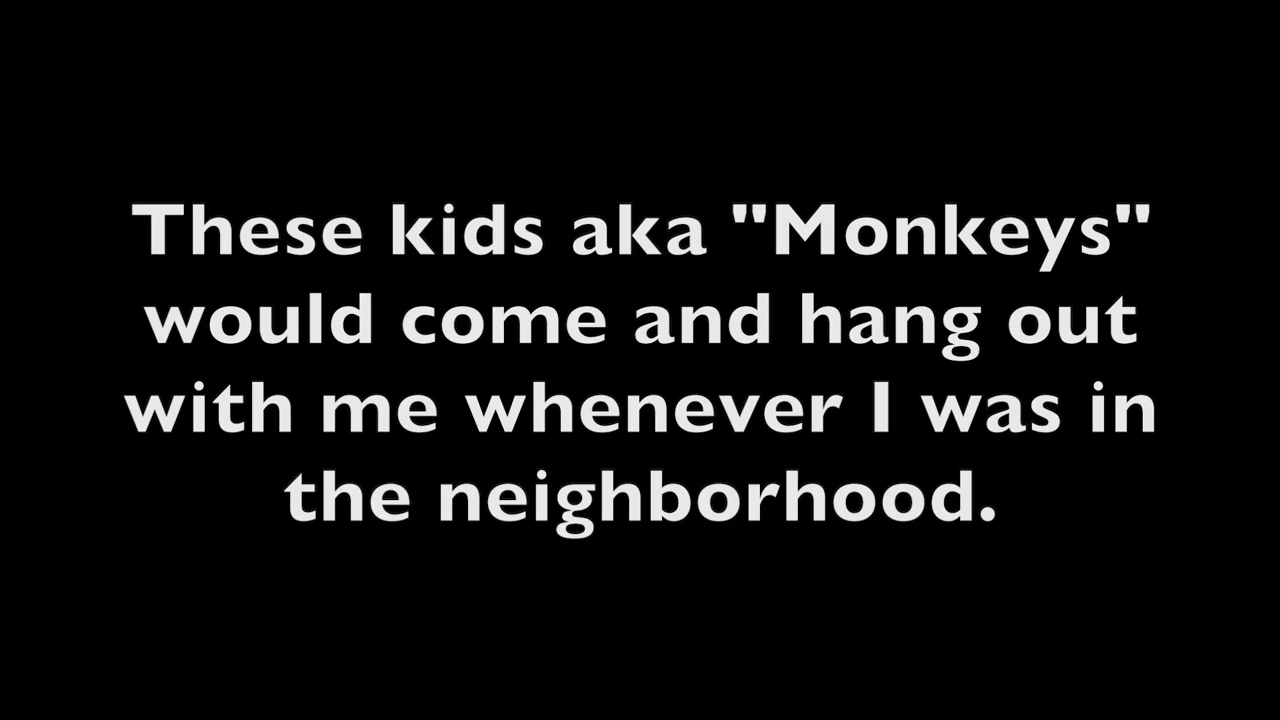 These kids aka "Monkeys"
would come and hang out
with me whenever I was in
the neighborhood.